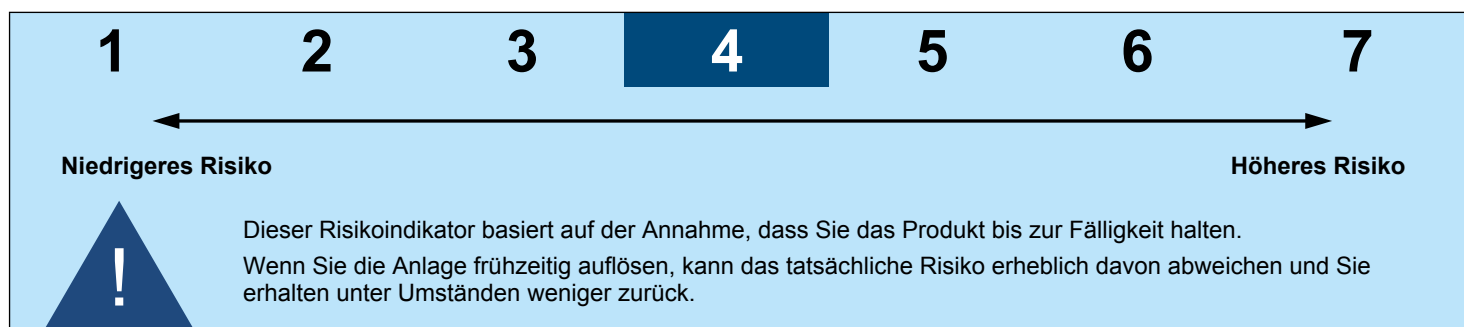 1 2 3 4 5 6 7
Niedrigeres Risiko Höheres Risiko
Dieser Risikoindikator basiert auf der Annahme, dass Sie das Produkt bis zur Fälligkeit halten.
Wenn Sie die Anlage frühzeitig auflösen, kann das tatsächliche Risiko erheblich davon abweichen und Sie
erhalten unter Umständen weniger zurück.
!